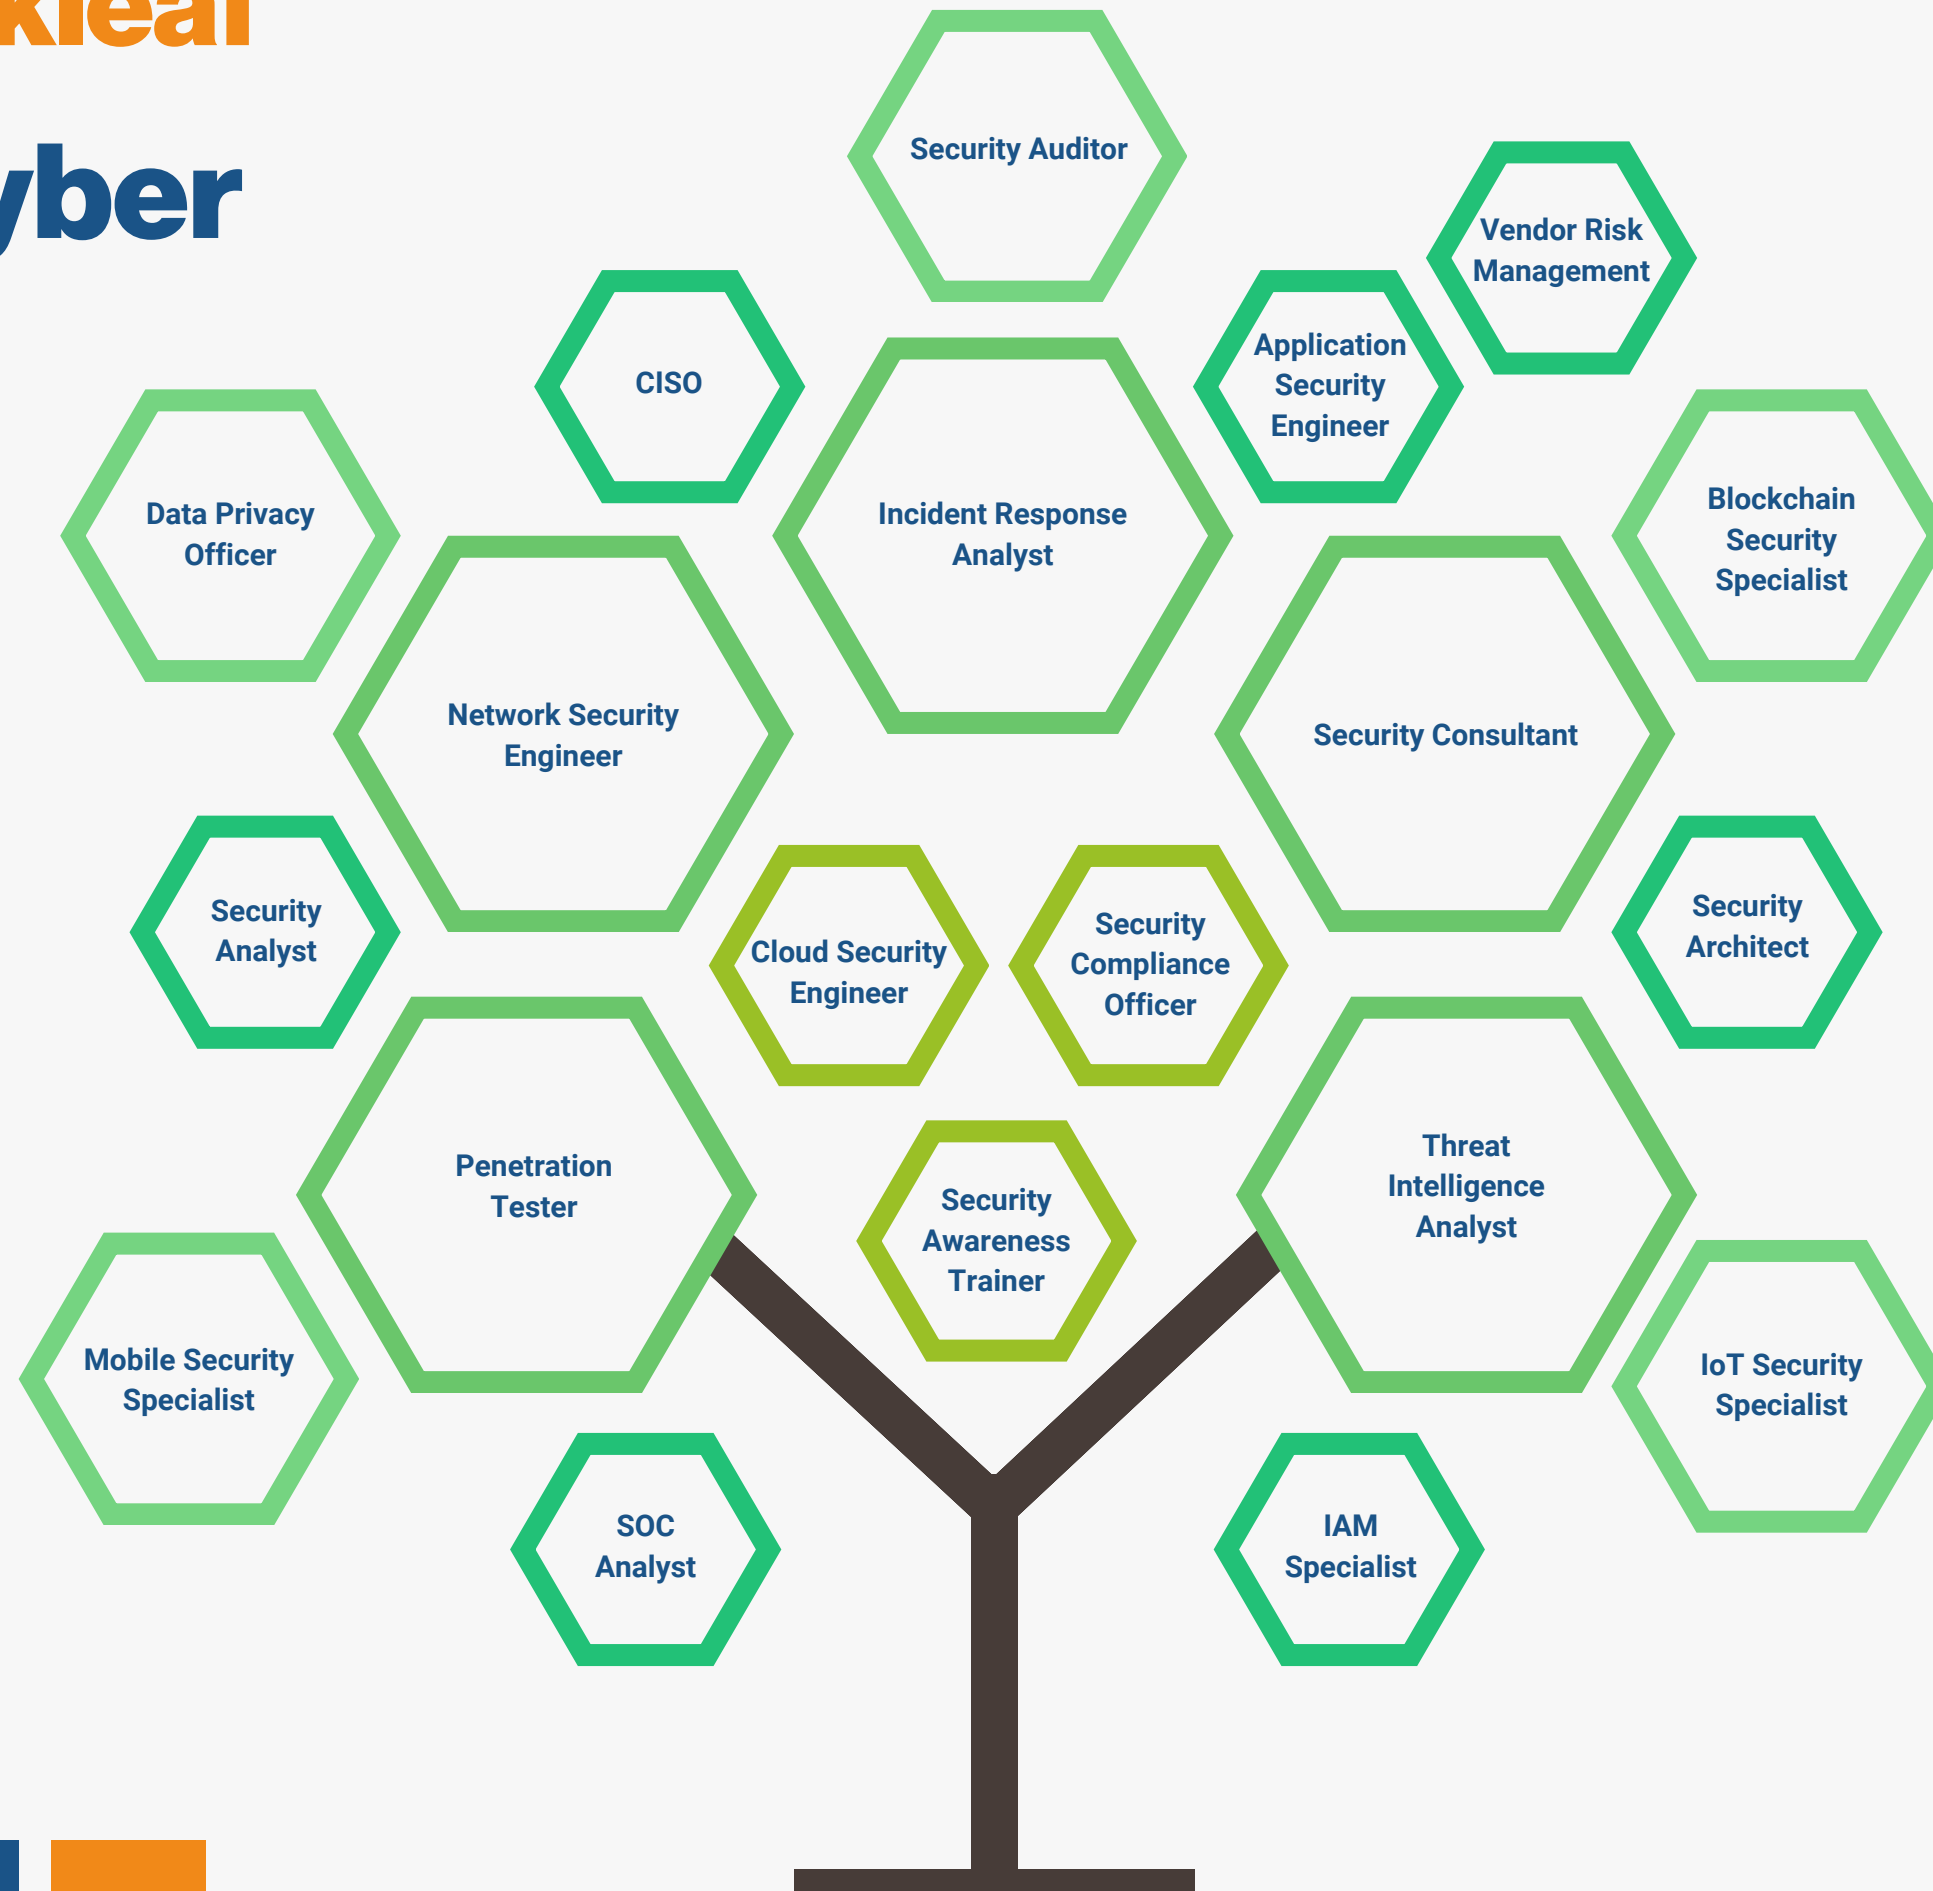 yber
Security Auditor
Vendor Risk
Management
CISO
Application
Security
Engineer
Data Privacy
Officer
Incident Response
Analyst
Blockchain
Security
Specialist
Network Security
Engineer
Security Consultant
Security
Analyst
Cloud Security
Engineer
Security
Compliance
Officer
Security
Architect
Penetration
Tester
Security
Awareness
Trainer
Threat
Intelligence
Analyst
Mobile Security
Specialist
IoT Security
Specialist
SOC
Analyst
IAM
Specialist